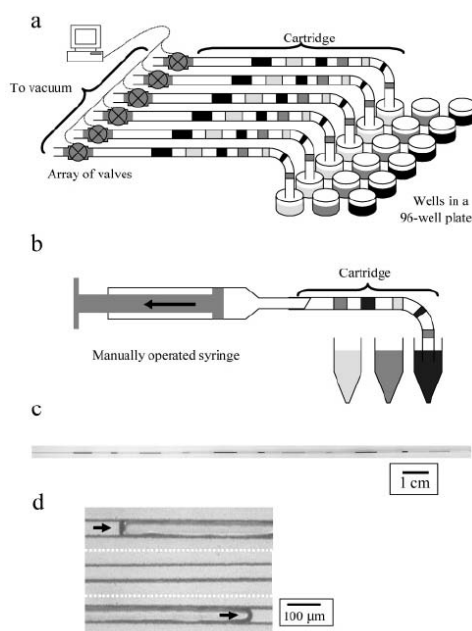 a
Cartridge
To vacuum
Array of valves
Wells in a
96-well plate
b
Cartridge
Manually operated syringe
c
1 cm
d
100 μm